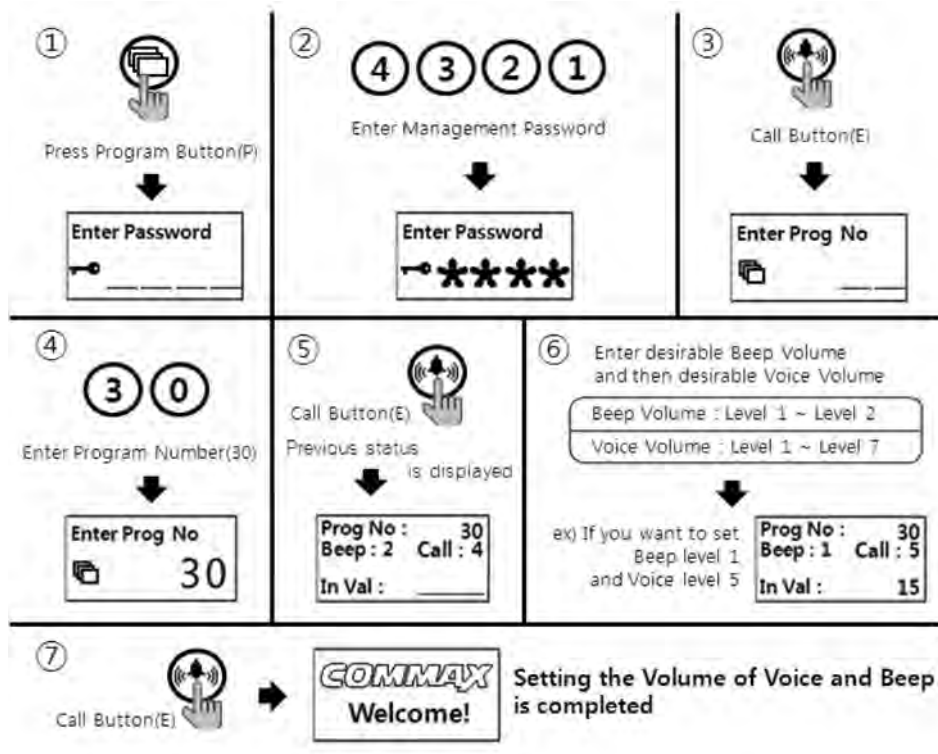 ①
Press Program Button(P)
Enter Password
②
4 3 2 1
Enter Management Password
Enter Password
③
Call Button(E)
Enter Prog No
④
3 0
Enter Program Number(30)
Enter Prog No
30
⑤
Call Button(E)
Previous status
is displayed
Prog No : 30
Beep : 2 Call : 4
In Val :
⑥
Enter desirable Beep Volume
and then desirable Voice Volume
Beep Volume : Level 1 ~ Level 2
Voice Volume : Level 1 ~ Level 7
ex) If you want to set
Beep level 1
and Voice level 5
Prog No : 30
Beep : 1 Call : 5
In Val : 15
⑦
Call Button(E)
COMMAX
Welcome!
Setting the Volume of Voice and Beep
is completed